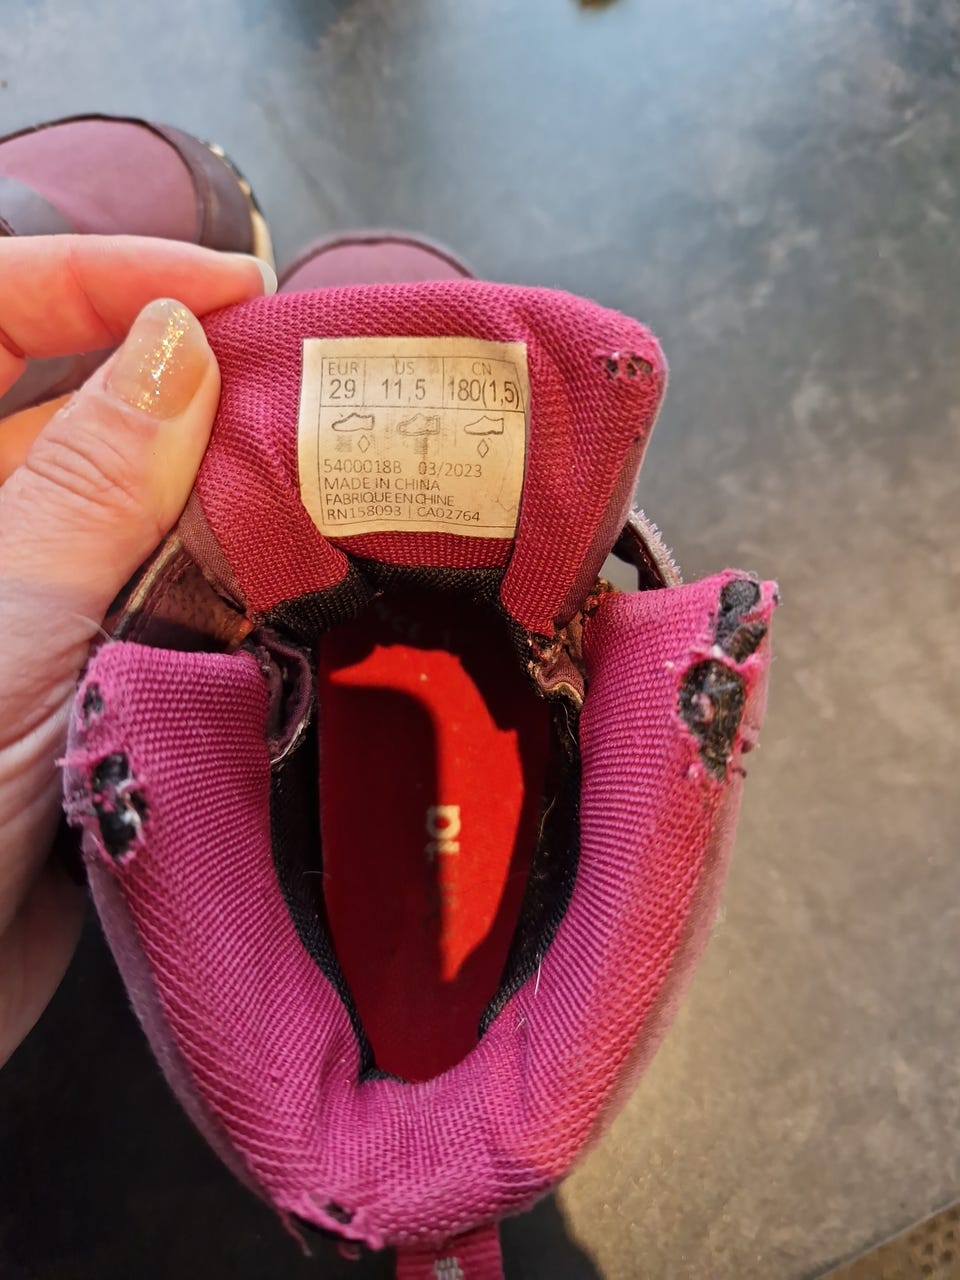 EUR US CN
29 11,5 180(1,5)
5400018B 03/2023
MADE IN CHINA
FABRIQUE EN CHINE
RN158093 | CA02764